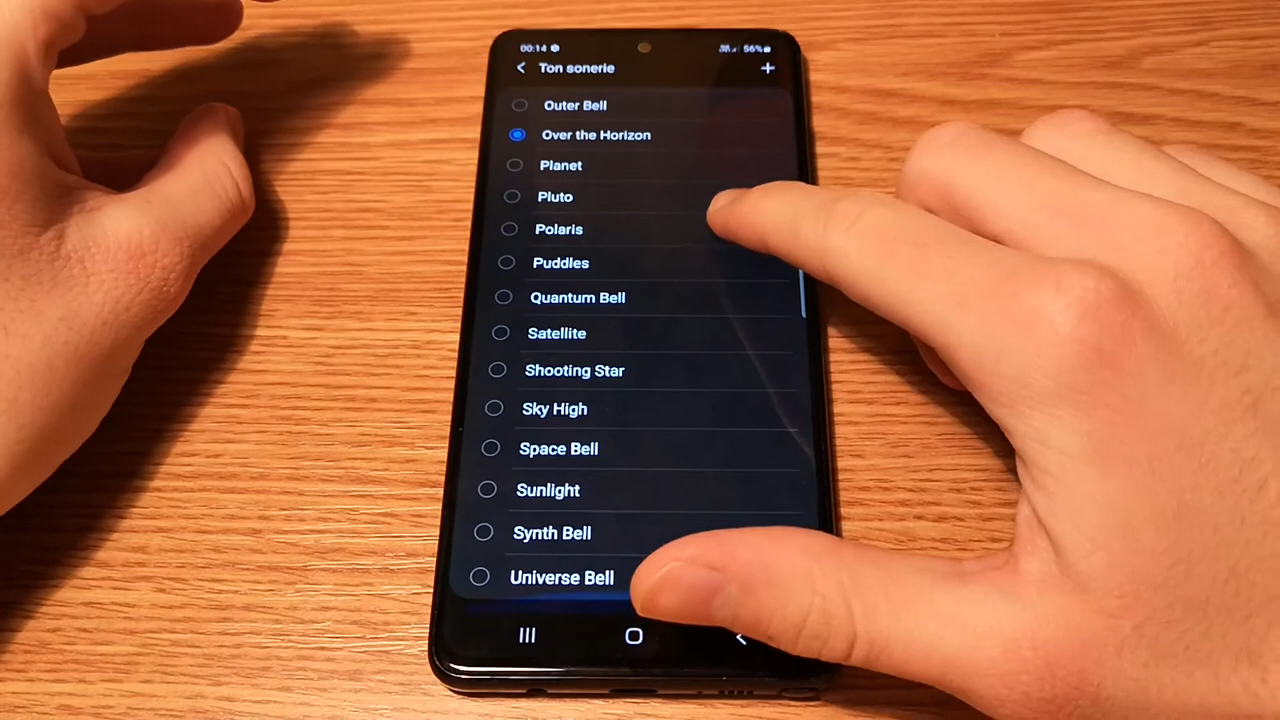 00:14
56%
Ton sonerie
Outer Bell
Over the Horizon
Planet
Pluto
Polaris
Puddles
Quantum Bell
Satellite
Shooting Star
Sky High
Space Bell
Sunlight
Synth Bell
Universe Bell